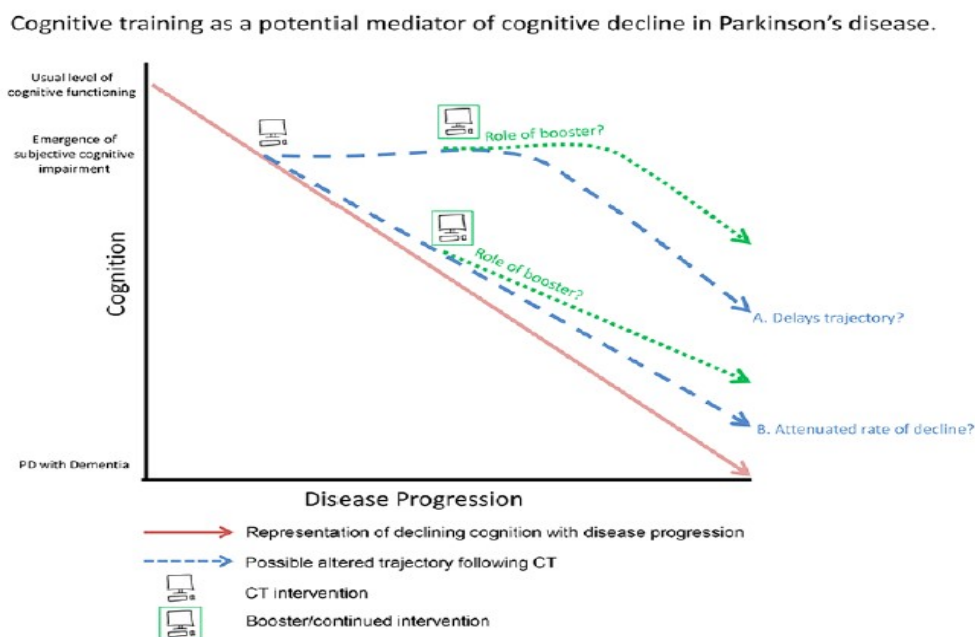 Cognitive training as a potential mediator of cognitive decline in Parkinson's disease.
Usual level of
cognitive functioning
Emergence of
subjective cognitive
impairment
Role of booster?
Role of booster?
Cognition
A. Delays trajectory?
B. Attenuated rate of decline?
PD with Dementia
Disease Progression
Representation of declining cognition with disease progression
Possible altered trajectory following CT
CT intervention
Booster/continued intervention